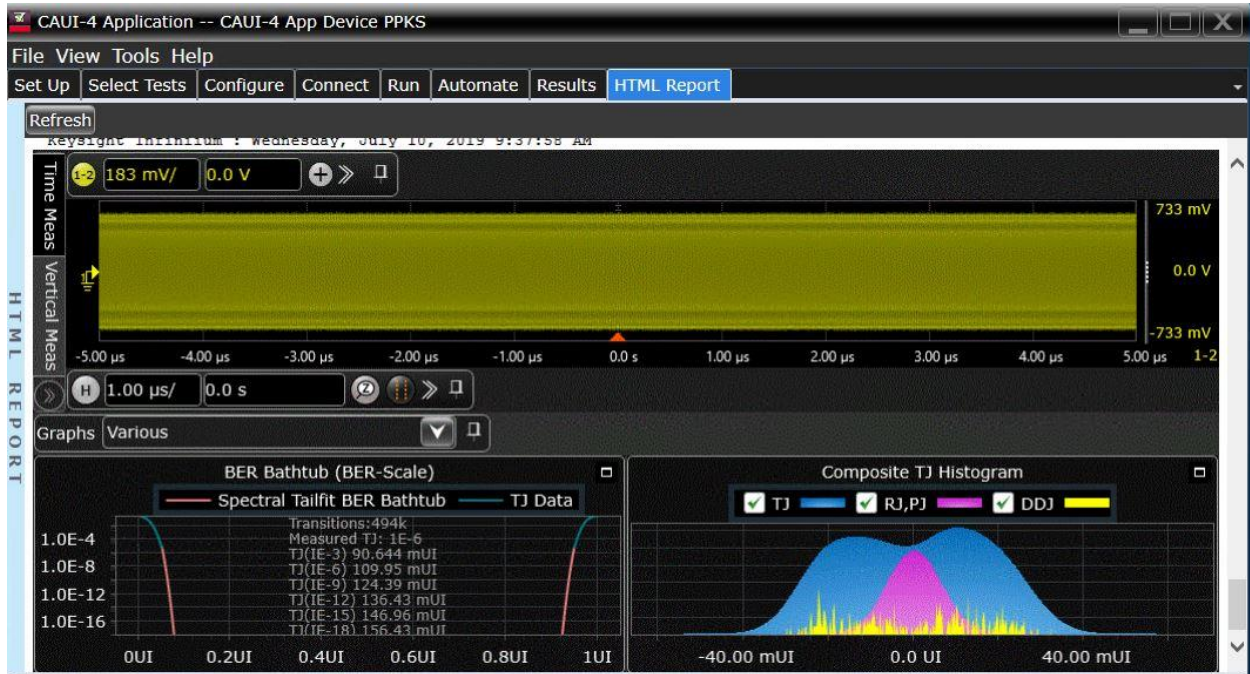 CAUI-4 Application -- CAUI-4 App Device PPKS
File View Tools Help
Set Up Select Tests Configure Connect Run Automate Results HTML Report
HTML REPORT
Refresh
Keysight Infiniium : Wednesday, July 10, 2019 9:37:58 AM
Time Meas
Vertical Meas
1-2 183 mV/ 0.0 V
733 mV
0.0 V
-733 mV
-5.00 µs -4.00 µs -3.00 µs -2.00 µs -1.00 µs 0.0 s 1.00 µs 2.00 µs 3.00 µs 4.00 µs 5.00 µs 1-2
H 1.00 µs/ 0.0 s
Graphs Various
BER Bathtub (BER-Scale)
Spectral Tailfit BER Bathtub TJ Data
Transitions:494k
Measured TJ: 1E-6
TJ(IE-3) 90.644 mUI
TJ(IE-6) 109.95 mUI
TJ(IE-9) 124.39 mUI
TJ(IE-12) 136.43 mUI
TJ(IE-15) 146.96 mUI
TJ(IE-18) 156.43 mUI
1.0E-4
1.0E-8
1.0E-12
1.0E-16
0UI 0.2UI 0.4UI 0.6UI 0.8UI 1UI
Composite TJ Histogram
TJ RJ,PJ DDJ
-40.00 mUI 0.0 UI 40.00 mUI